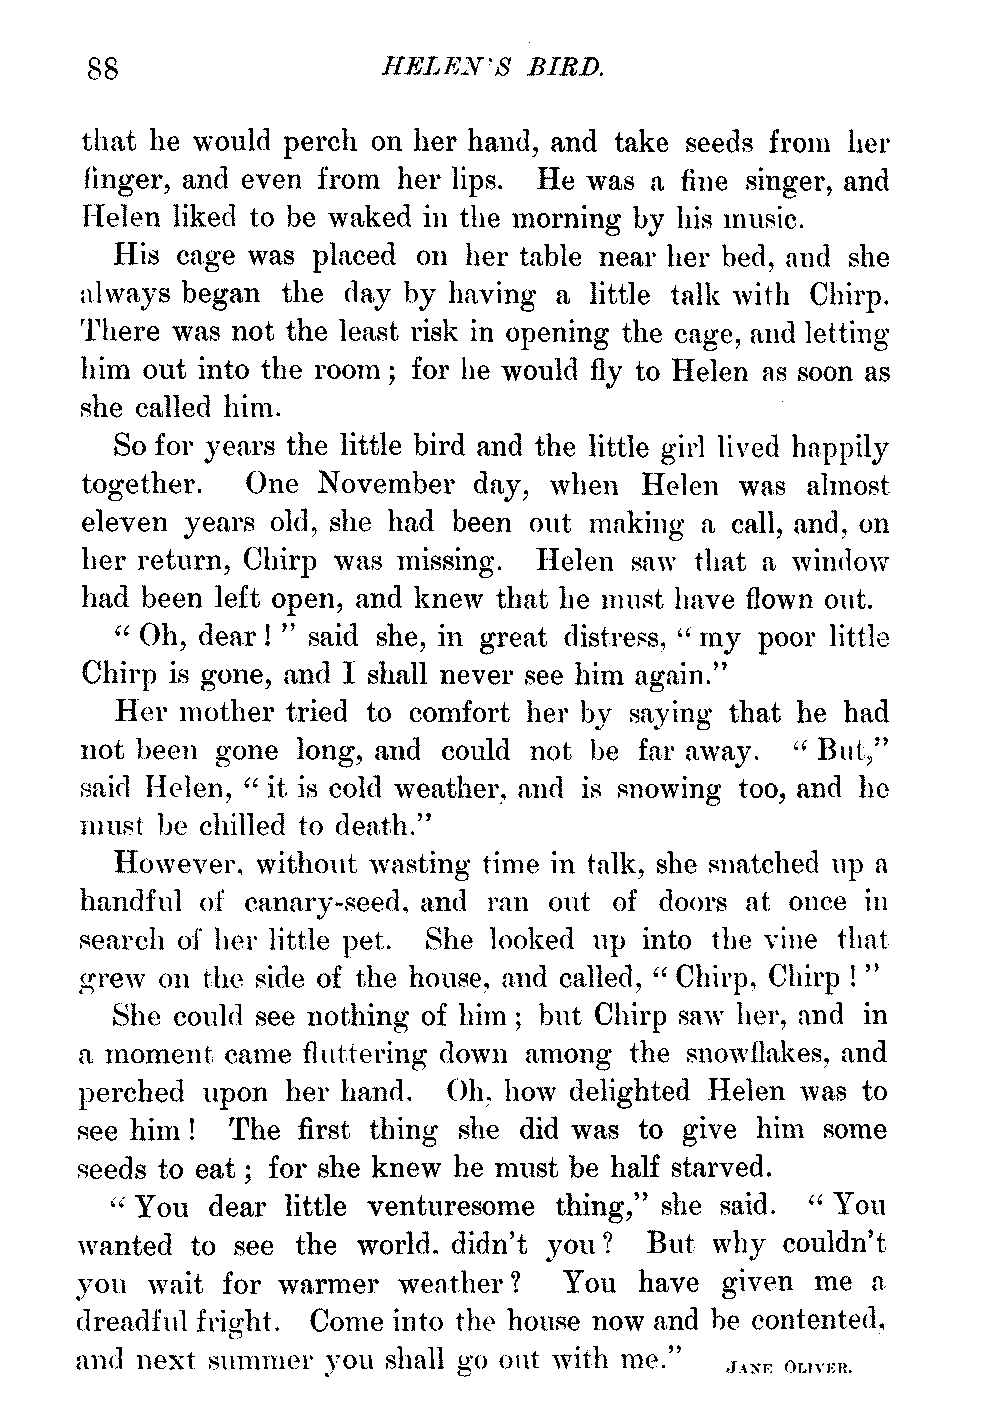 88 HELEN'S BIRD.
that he would perch on her hand, and take seeds from her
finger, and even from her lips. He was a fine singer, and
Helen liked to be waked in the morning by his music.
His cage was placed on her table near her bed, and she
always began the day by having a little talk with Chirp.
There was not the least risk in opening the cage, and letting
him out into the room; for he would fly to Helen as soon as
she called him.
So for years the little bird and the little girl lived happily
together. One November day, when Helen was almost
eleven years old, she had been out making a call, and, on
her return, Chirp was missing. Helen saw that a window
had been left open, and knew that he must have flown out.
"Oh, dear!" said she, in great distress, "my poor little
Chirp is gone, and I shall never see him again."
Her mother tried to comfort her by saying that he had
not been gone long, and could not be far away. "But,"
said Helen, "it is cold weather, and is snowing too, and he
must be chilled to death."
However, without wasting time in talk, she snatched up a
handful of canary-seed, and ran out of doors at once in
search of her little pet. She looked up into the vine that
grew on the side of the house, and called, "Chirp, Chirp!"
She could see nothing of him; but Chirp saw her, and in
a moment came fluttering down among the snowflakes, and
perched upon her hand. Oh, how delighted Helen was to
see him! The first thing she did was to give him some
seeds to eat; for she knew he must be half starved.
"You dear little venturesome thing," she said. "You
wanted to see the world, didn't you? But why couldn't
you wait for warmer weather? You have given me a
dreadful fright. Come into the house now and be contented,
and next summer you shall go out with me." JANE OLIVER.